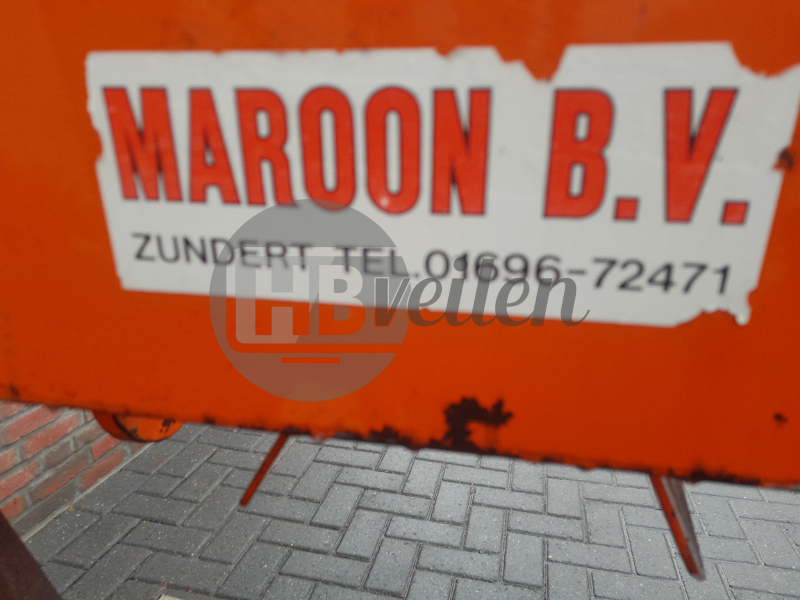 MAROON B.V.
ZUNDERT TEL.01696-72471
HBveilen